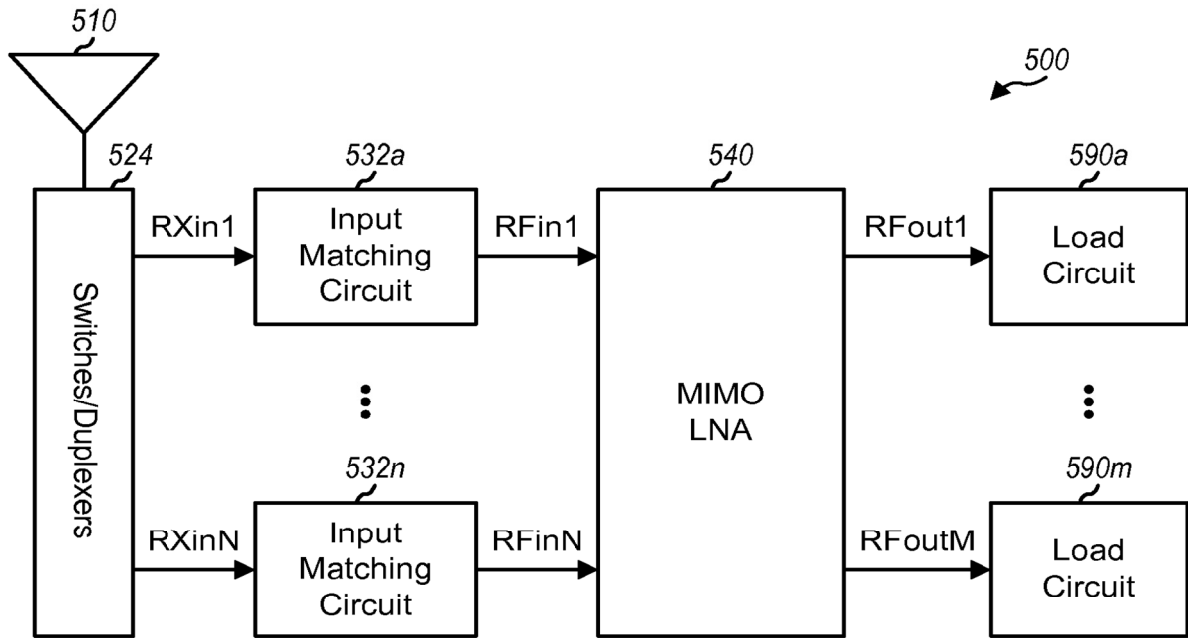 510
500
524
532a
540
590a
RXin1
Input
Matching
Circuit
RFin1
RFout1
Load
Circuit
Switches/Duplexers
MIMO
LNA
532n
590m
RXinN
Input
Matching
Circuit
RFinN
RFoutM
Load
Circuit